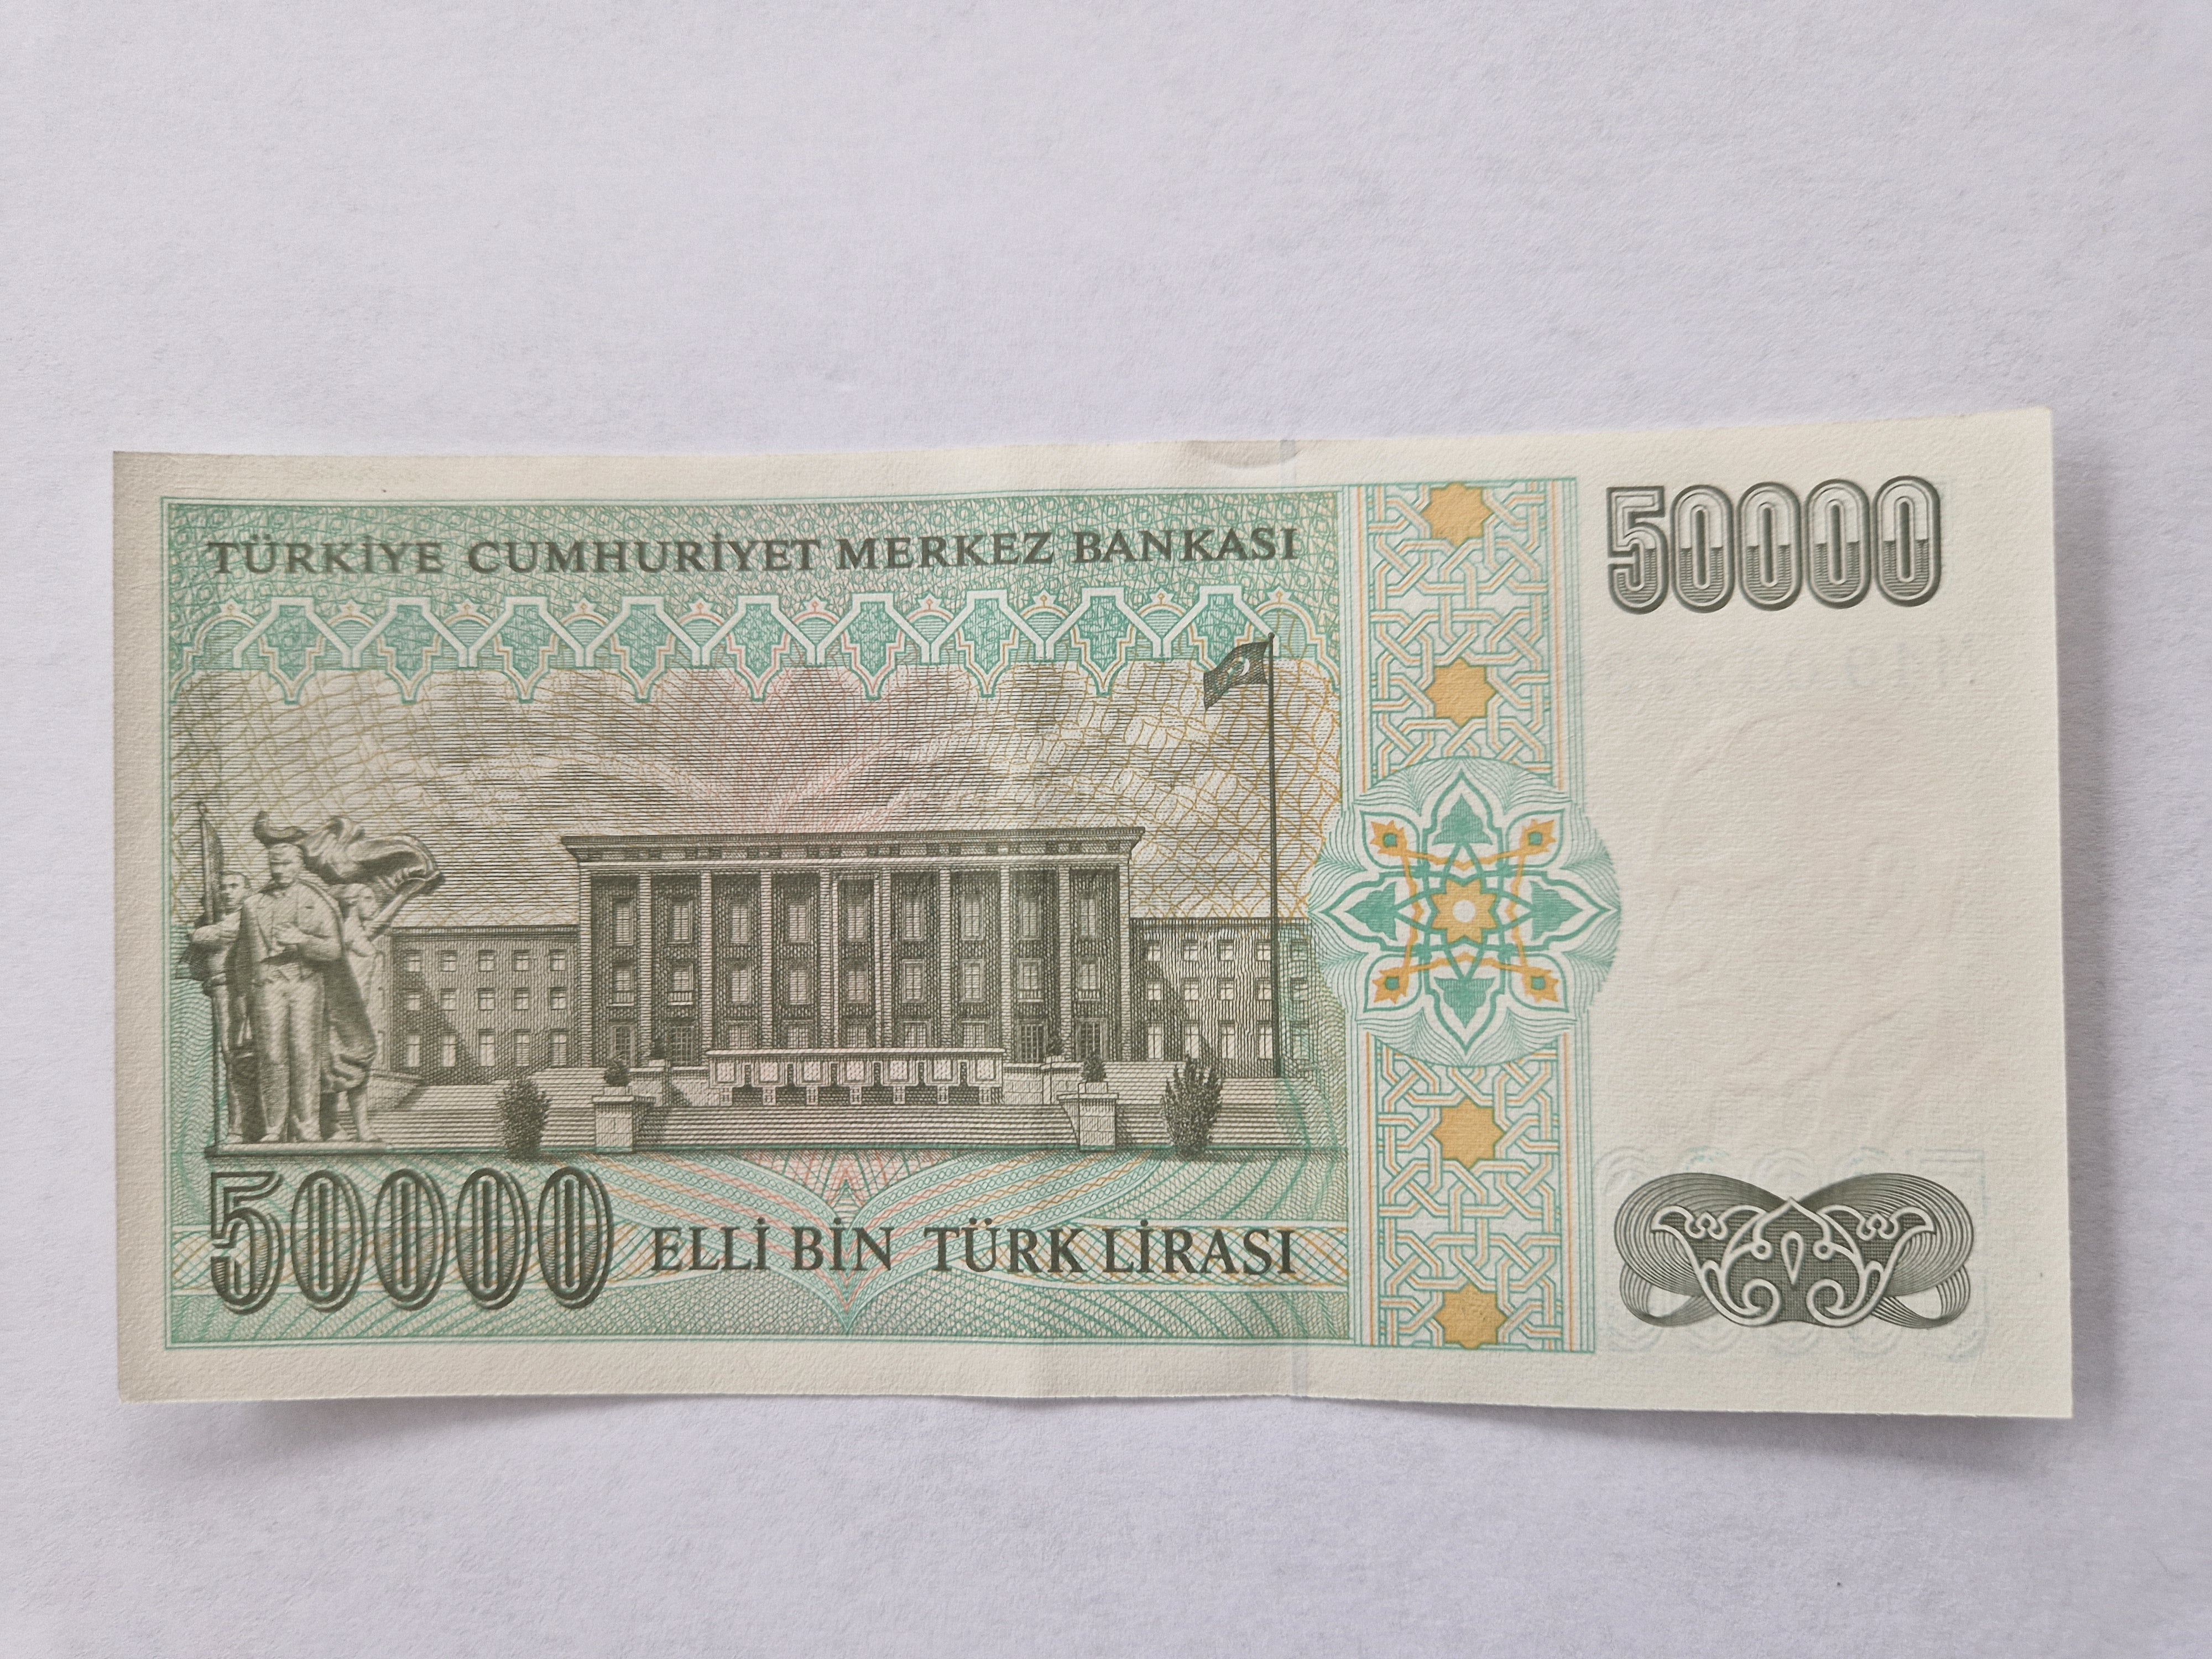 TÜRKİYE CUMHURİYET MERKEZ BANKASI
50000
50000
ELLİ BİN TÜRK LİRASI